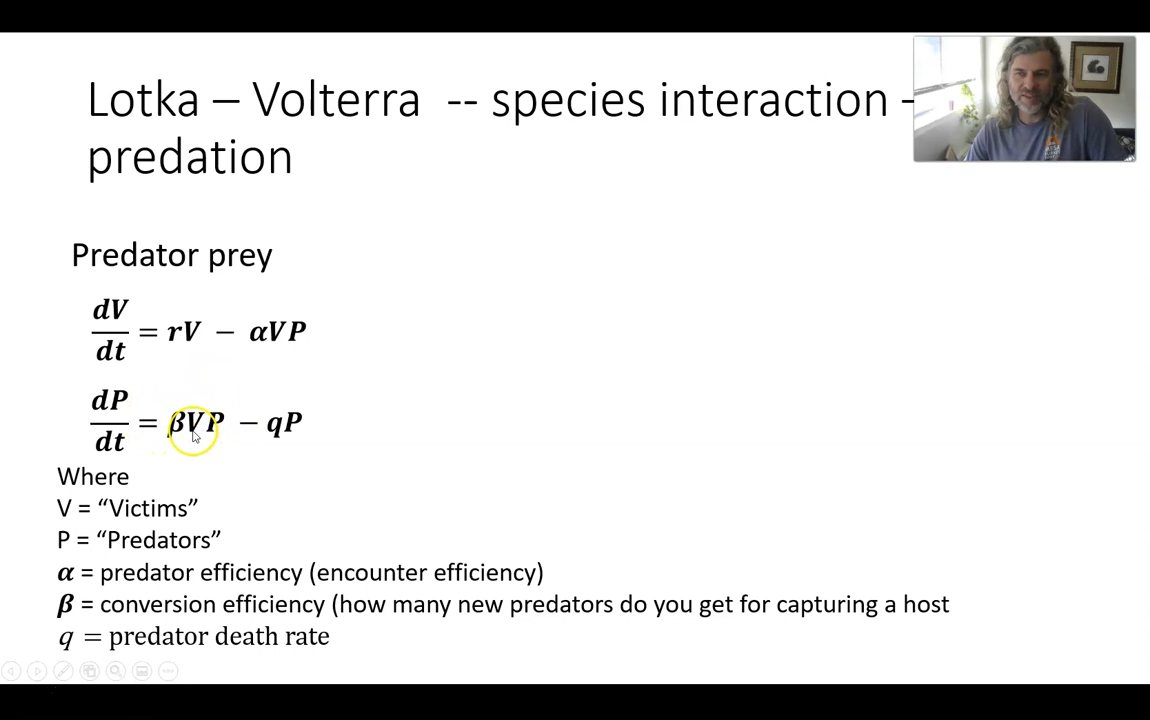 Lotka – Volterra -- species interaction –
predation
Predator prey
dV/dt = rV − αVP
dP/dt = βVP − qP
Where
V = “Victims”
P = “Predators”
α = predator efficiency (encounter efficiency)
β = conversion efficiency (how many new predators do you get for capturing a host
q = predator death rate